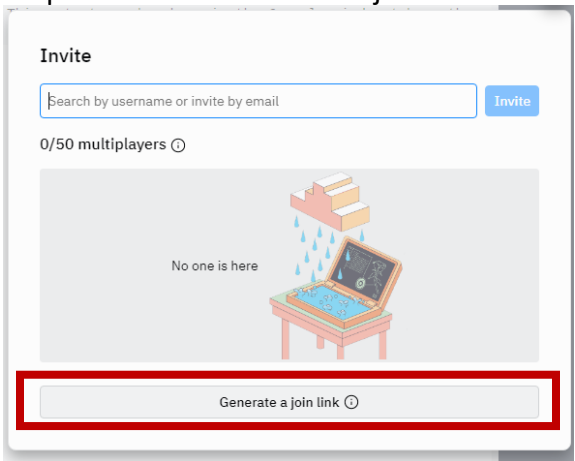 Invite
Search by username or invite by email
Invite
0/50 multiplayers
No one is here
Generate a join link